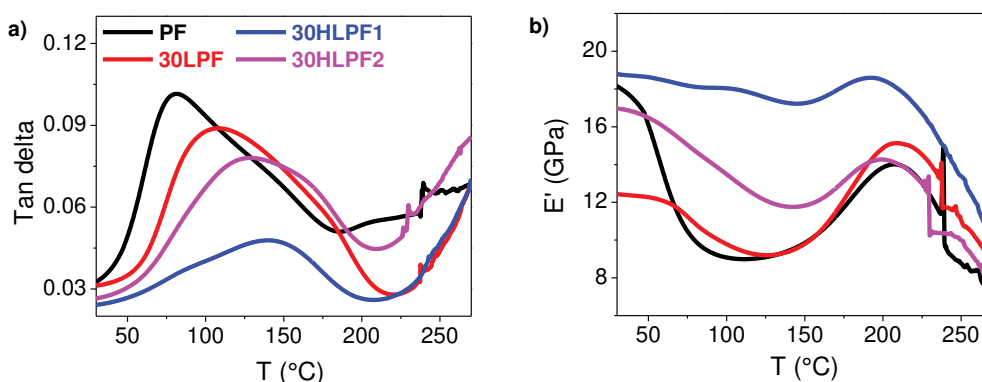 a)
PF
30LPF
30HLPF1
30HLPF2
Tan delta
0.12
0.09
0.06
0.03
50 100 150 200 250
T (°C)
b)
E' (GPa)
20
16
12
8
50 100 150 200 250
T (°C)